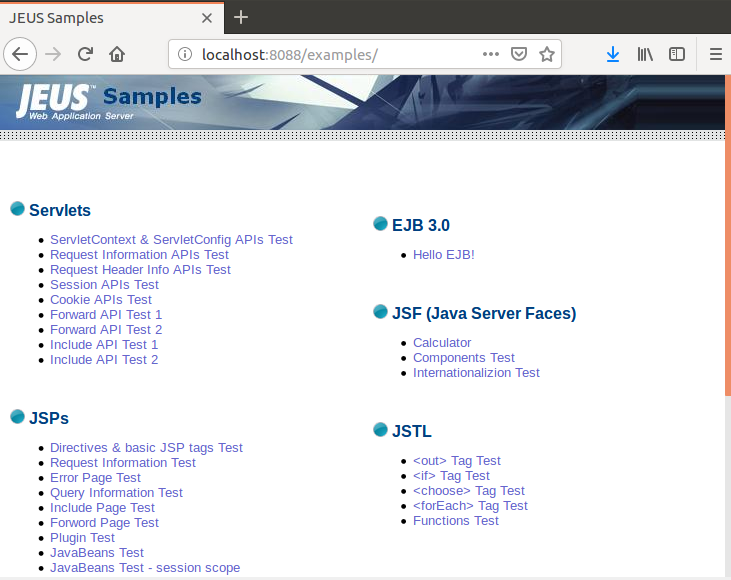 JEUS Samples
localhost:8088/examples/
JEUS™ Samples
Web Application Server
Servlets
ServletContext & ServletConfig APIs Test
Request Information APIs Test
Request Header Info APIs Test
Session APIs Test
Cookie APIs Test
Forward API Test 1
Forward API Test 2
Include API Test 1
Include API Test 2
JSPs
Directives & basic JSP tags Test
Request Information Test
Error Page Test
Query Information Test
Include Page Test
Forword Page Test
Plugin Test
JavaBeans Test
JavaBeans Test - session scope
EJB 3.0
Hello EJB!
JSF (Java Server Faces)
Calculator
Components Test
Internationalizion Test
JSTL
<out> Tag Test
<if> Tag Test
<choose> Tag Test
<forEach> Tag Test
Functions Test